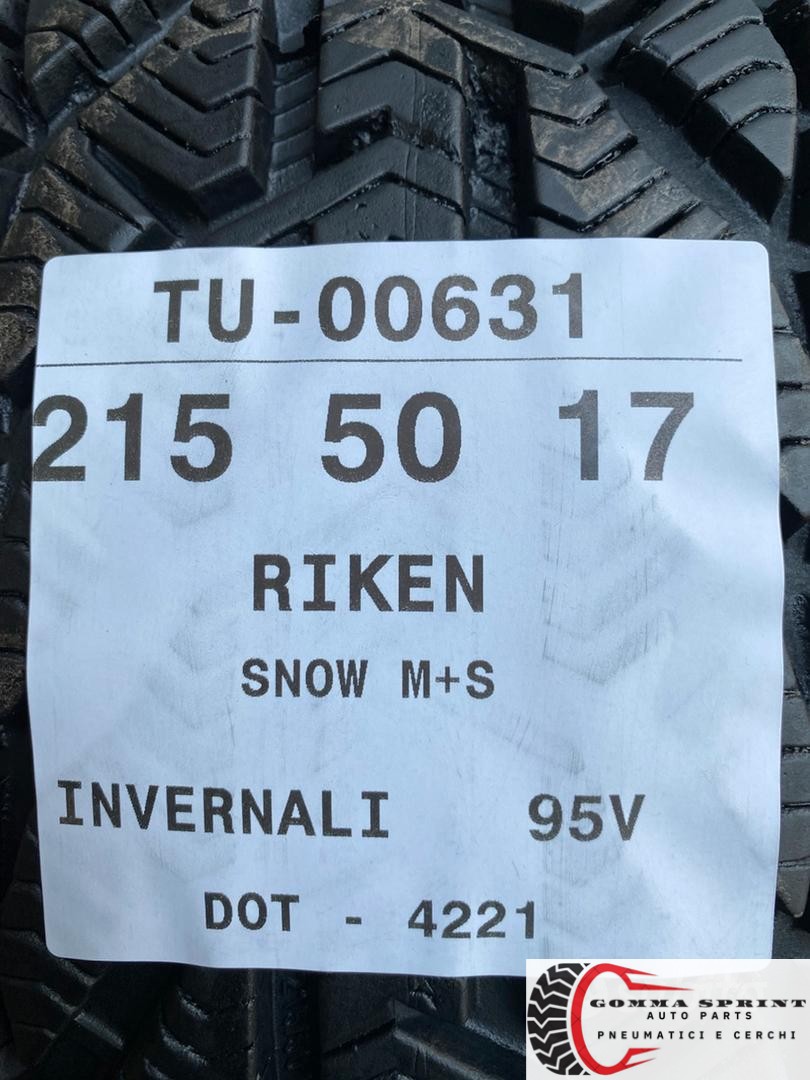 TU-00631
215 50 17
RIKEN
SNOW M+S
INVERNALI 95V
DOT - 4221
GOMMA SPRINT
AUTO PARTS
PNEUMATICI E CERCHI